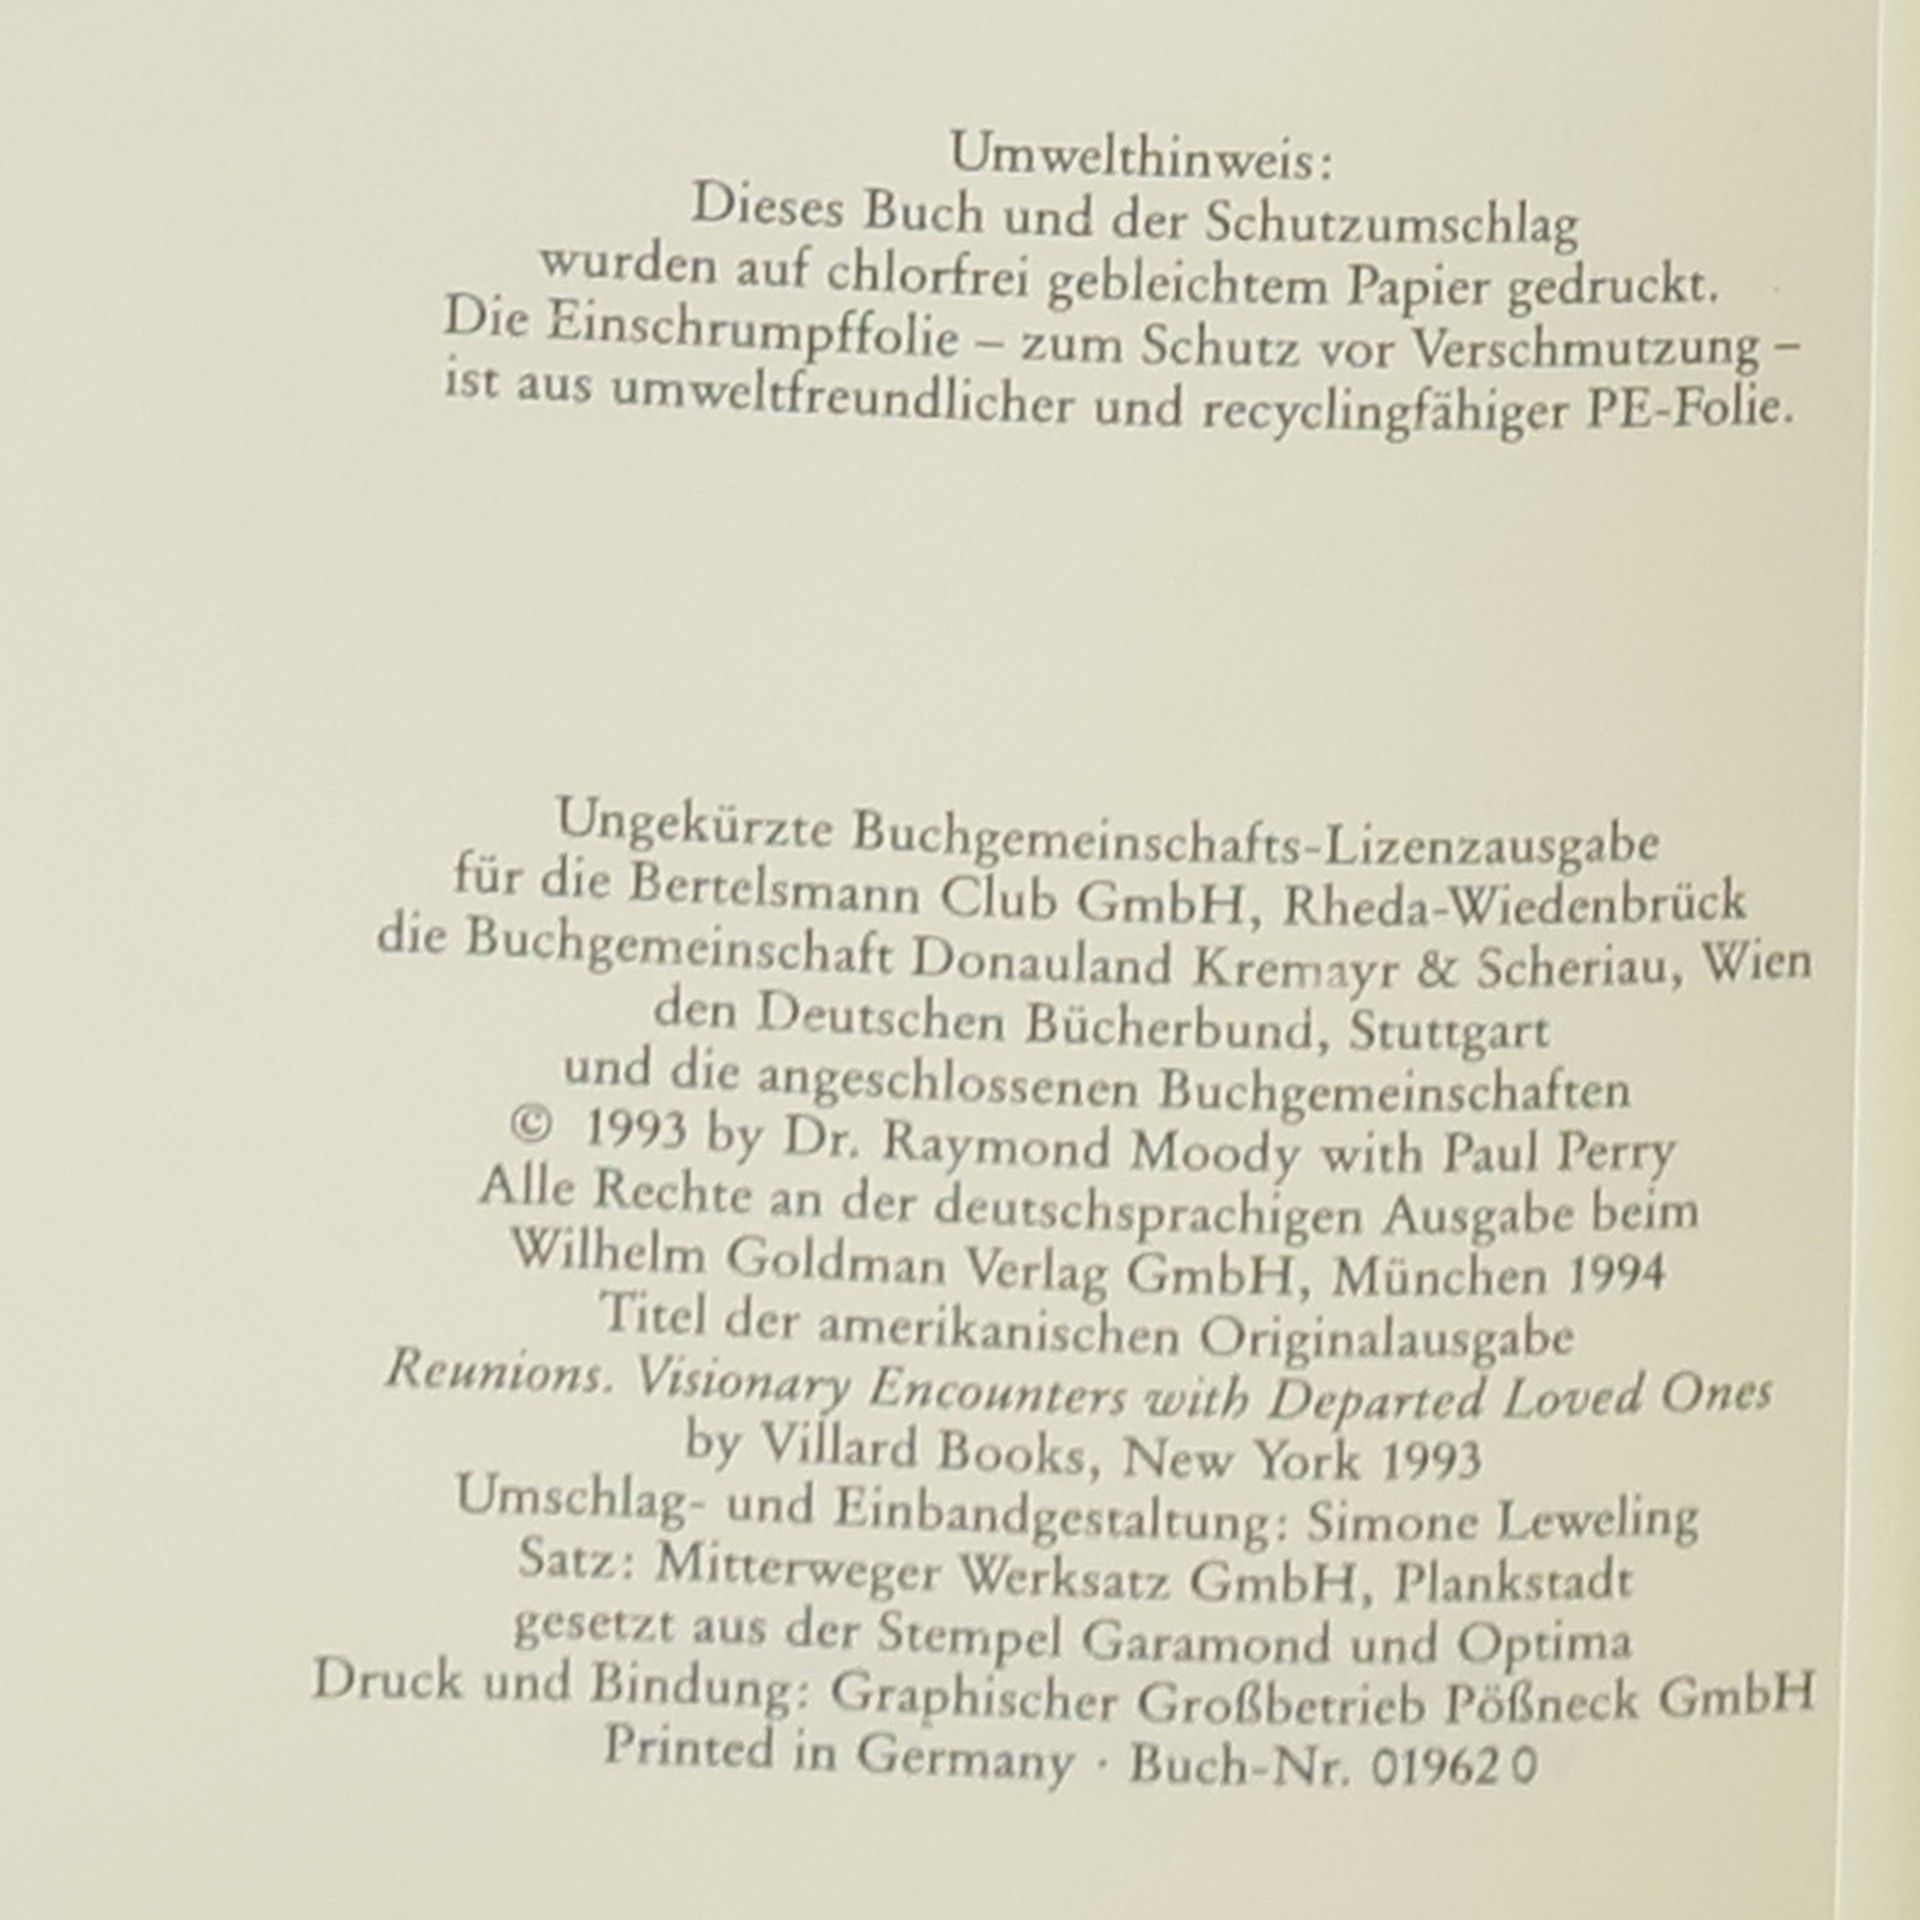 Umwelthinweis:
Dieses Buch und der Schutzumschlag
wurden auf chlorfrei gebleichtem Papier gedruckt.
Die Einschrumpffolie – zum Schutz vor Verschmutzung –
ist aus umweltfreundlicher und recyclingfähiger PE-Folie.
Ungekürzte Buchgemeinschafts-Lizenzausgabe
für die Bertelsmann Club GmbH, Rheda-Wiedenbrück
die Buchgemeinschaft Donauland Kremayr & Scheriau, Wien
den Deutschen Bücherbund, Stuttgart
und die angeschlossenen Buchgemeinschaften
© 1993 by Dr. Raymond Moody with Paul Perry
Alle Rechte an der deutschsprachigen Ausgabe beim
Wilhelm Goldman Verlag GmbH, München 1994
Titel der amerikanischen Originalausgabe
Reunions. Visionary Encounters with Departed Loved Ones
by Villard Books, New York 1993
Umschlag- und Einbandgestaltung: Simone Leweling
Satz: Mitterweger Werksatz GmbH, Plankstadt
gesetzt aus der Stempel Garamond und Optima
Druck und Bindung: Graphischer Großbetrieb Pößneck GmbH
Printed in Germany · Buch-Nr. 019620